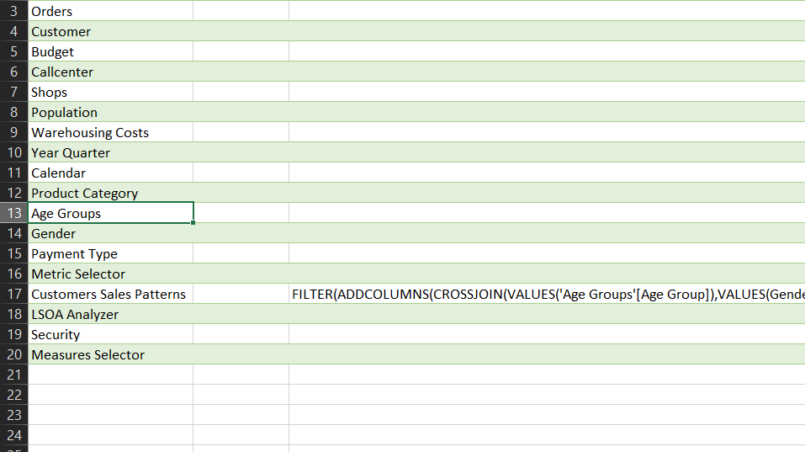 3 Orders
4 Customer
5 Budget
6 Callcenter
7 Shops
8 Population
9 Warehousing Costs
10 Year Quarter
11 Calendar
12 Product Category
13 Age Groups
14 Gender
15 Payment Type
16 Metric Selector
17 Customers Sales Patterns FILTER(ADDCOLUMNS(CROSSJOIN(VALUES('Age Groups'[Age Group]),VALUES(Gende
18 LSOA Analyzer
19 Security
20 Measures Selector
21
22
23
24